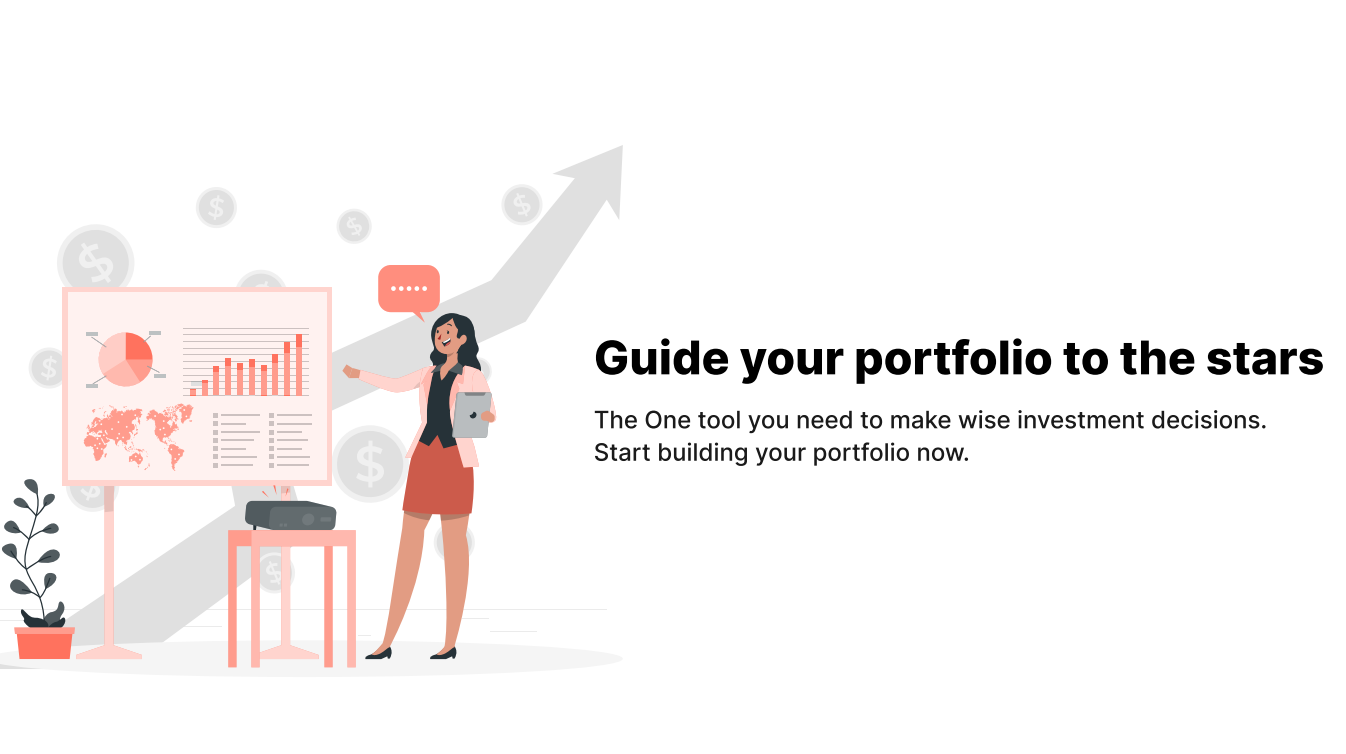 Guide your portfolio to the stars
The One tool you need to make wise investment decisions.
Start building your portfolio now.